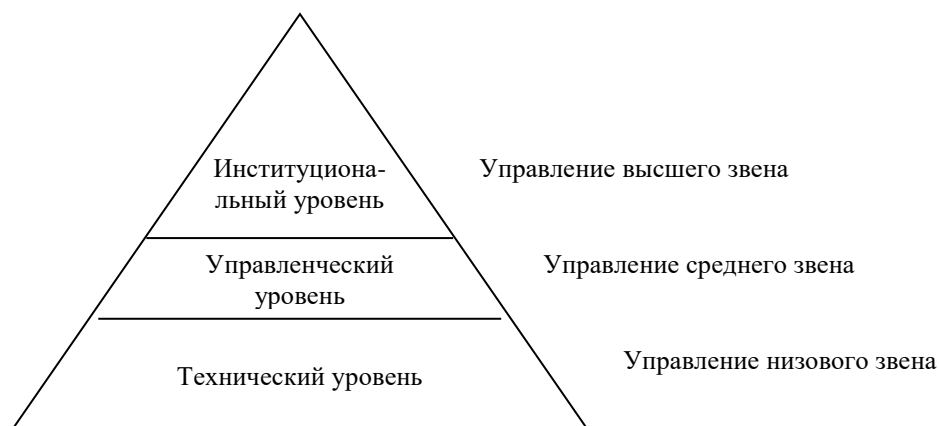 Институциона-
льный уровень
Управление высшего звена
Управленческий
уровень
Управление среднего звена
Технический уровень
Управление низового звена